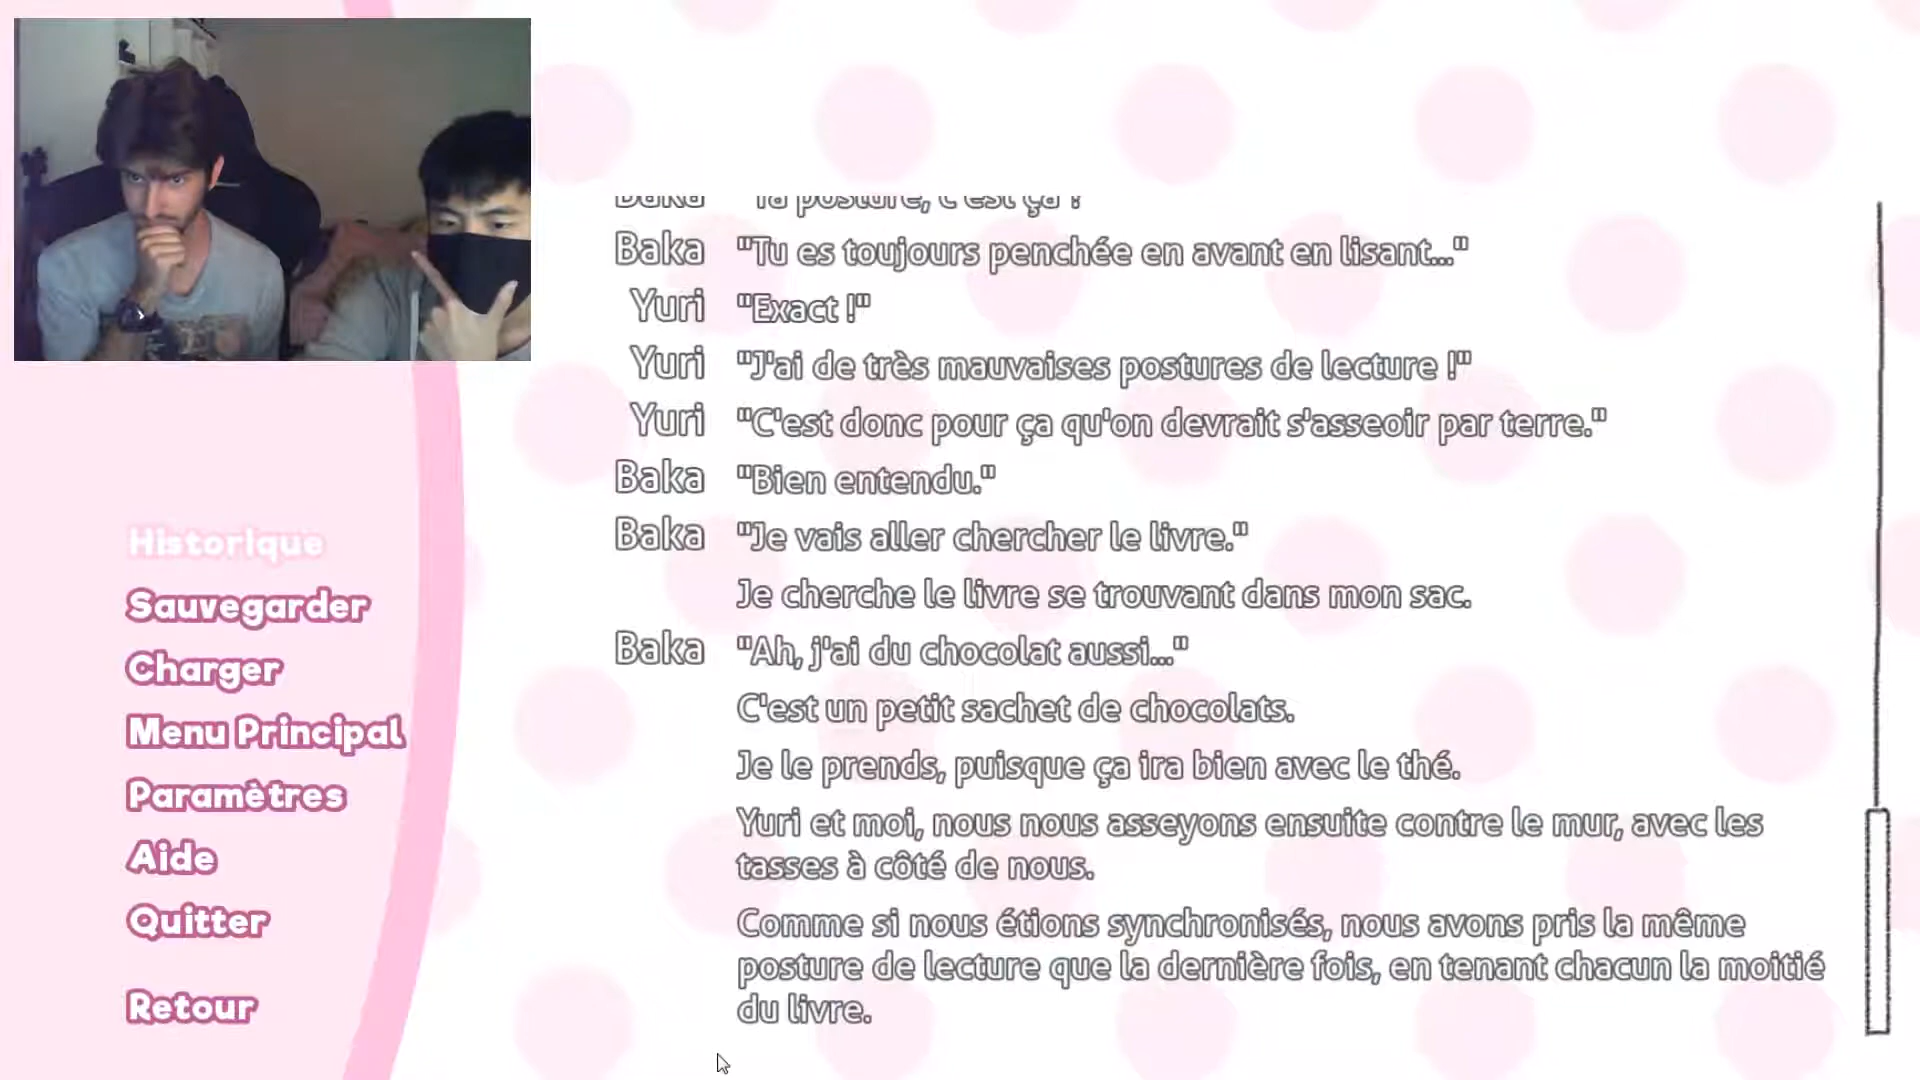 Baka "Ta posture, c'est ça ?
Baka "Tu es toujours penchée en avant en lisant..."
Yuri "Exact !"
Yuri "J'ai de très mauvaises postures de lecture !"
Yuri "C'est donc pour ça qu'on devrait s'asseoir par terre."
Baka "Bien entendu."
Baka "Je vais aller chercher le livre."
Je cherche le livre se trouvant dans mon sac.
Baka "Ah, j'ai du chocolat aussi..."
C'est un petit sachet de chocolats.
Je le prends, puisque ça ira bien avec le thé.
Yuri et moi, nous nous asseyons ensuite contre le mur, avec les
tasses à côté de nous.
Comme si nous étions synchronisés, nous avons pris la même
posture de lecture que la dernière fois, en tenant chacun la moitié
du livre.
Historique
Sauvegarder
Charger
Menu Principal
Paramètres
Aide
Quitter
Retour